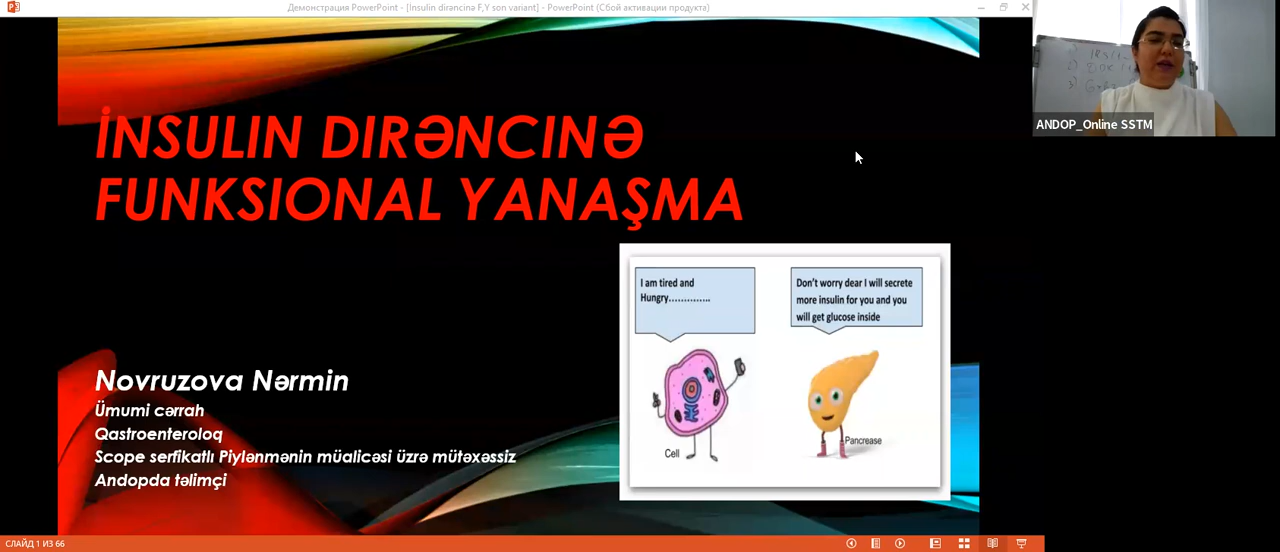 Демонстрация PowerPoint - [Insulin dirəncinə F,Y son variant] - PowerPoint (Сбой активации продукта)
İNSULIN DIRƏNCINƏ
FUNKSIONAL YANAŞMA
I am tired and
Hungry..............
Don't worry dear I will secrete
more insulin for you and you
will get glucose inside
Cell
Pancrease
Novruzova Nərmin
Ümumi cərrah
Qastroenteroloq
Scope serfikatlı Piylənmənin müalicəsi üzrə mütəxəssiz
Andopda təlimçi
ANDOP_Online SSTM
СЛАЙД 1 ИЗ 66